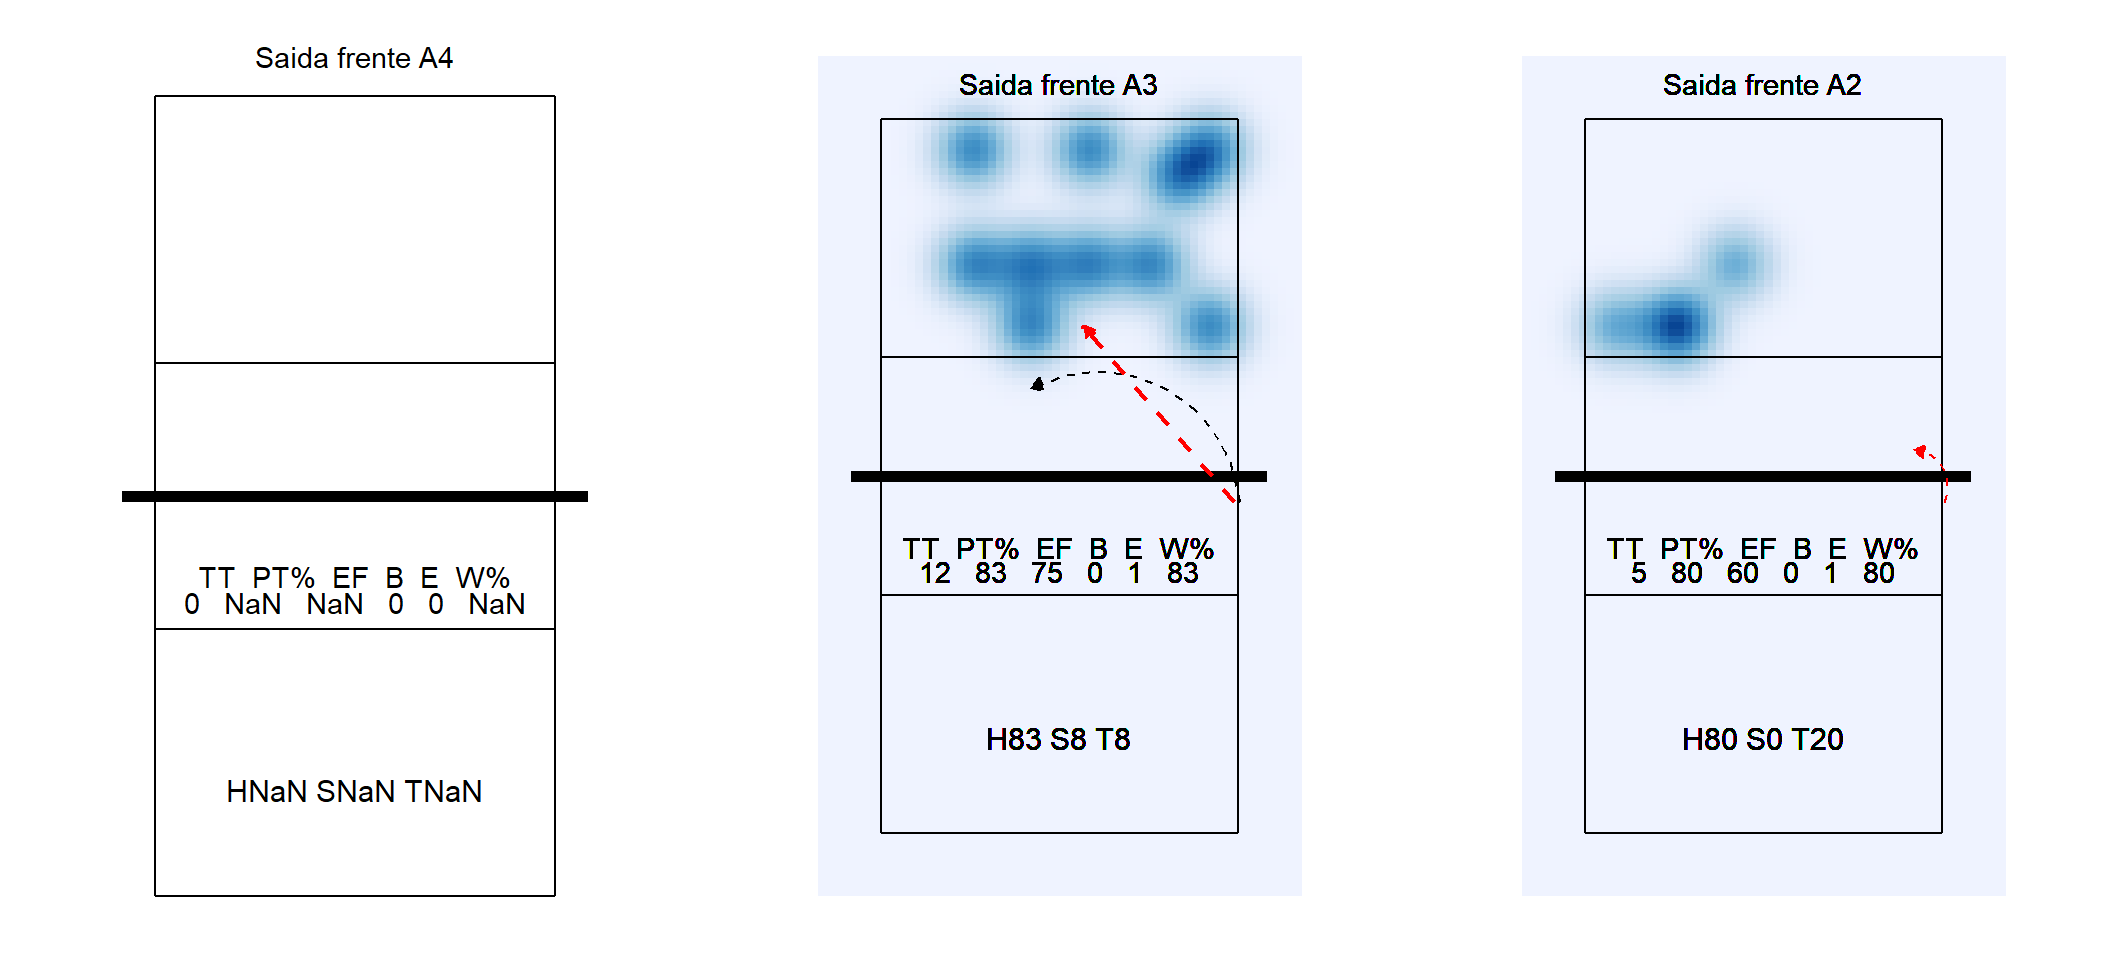 Saida frente A4
TT PT% EF B E W%
0 NaN NaN 0 0 NaN
HNaN SNaN TNaN
Saida frente A3
TT PT% EF B E W%
12 83 75 0 1 83
H83 S8 T8
Saida frente A2
TT PT% EF B E W%
5 80 60 0 1 80
H80 S0 T20